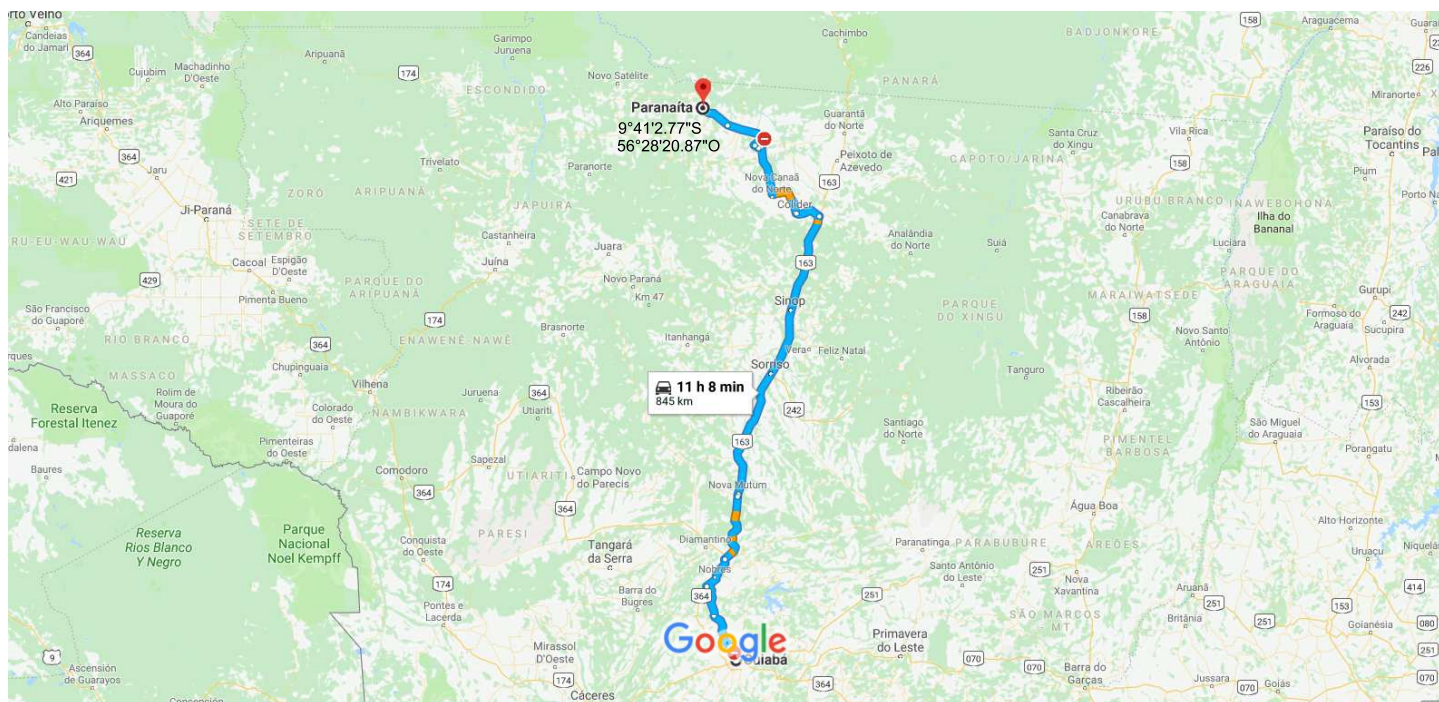 orto Velho
Candeias
do Jamari
364
Cujubim
Machadinho
D'Oeste
Aripuanã
174
Garimpo
Juruena
ESCONDIDO
Novo Satélite
Cachimbo
BADJONKORE
158
Araguacema
Guaraí
226
PANARÁ
Miranorte
Alto Paraíso
Ariquemes
Paranaíta
9°41'2.77"S
56°28'20.87"O
Guarantã
do Norte
Santa Cruz
do Xingu
Vila Rica
Paraíso do
Tocantins
364
Jaru
421
Trivelato
Paranorte
Peixoto de
Azevedo
CAPOTO/JARINA
158
Pium
Porto Na
ZORÓ
ARIPUANÃ
Nova Canaã
do Norte
163
Ji-Paraná
JAPUIRA
Colíder
URUBU BRANCO
INAWEBOHONA
Ilha do
Bananal
Canabrava
do Norte
SETE DE
SETEMBRO
RU-EU-WAU WAU
Castanheira
Juara
Analândia
do Norte
Suiá
Luciara
Cacoal
Espigão
D'Oeste
Juína
163
PARQUE DO
ARAGUAIA
429
PARQUE DO
ARIPUANÃ
Novo Paraná
Km 47
Sinop
PARQUE
DO XINGU
MARAIWATSEDE
Gurupi
Pimenta Bueno
São Francisco
do Guaporé
174
Brasnorte
158
Formoso do
Araguaia
242
Sucupira
RIO BRANCO
364
ENAWENÊ-NAWÊ
Itanhangá
Vera
Feliz Natal
Novo Santo
Antônio
Chupinguaia
Sorriso
Alvorada
MASSACO
Vilhena
Tanguro
Rolim de
Moura do
Guaporé
Juruena
364
11 h 8 min
845 km
Ribeirão
Cascalheira
153
Reserva
Forestal Itenez
Colorado
do Oeste
NAMBIKWARA
Utiariti
242
Santiago
do Norte
São Miguel
do Araguaia
Pimenteiras
do Oeste
163
PIMENTEL
BARBOSA
Porangatu
dalena
Baures
Comodoro
Sapezal
UTIARITI
Campo Novo
do Parecis
Nova Mutum
364
364
Água Boa
Alto Horizonte
Reserva
Rios Blanco
Y Negro
Parque
Nacional
Noel Kempff
Conquista
do Oeste
PARESI
Tangará
da Serra
Diamantino
Paranatinga
PARABUBURE
AREÕES
Uruaçu
Niquelâ
Nobres
Santo Antônio
do Leste
251
Nova
Xavantina
Aruanã
414
174
Barra do
Bugres
364
251
251
153
Pontes e
Lacerda
SÃO MARCOS
MT
Britânia
251
Goianésia
080
Google
Primavera
do Leste
9
Mirassol
D'Oeste
070
070
251
Ascensión
de Guarayos
174
364
Barra do
Garças
Jussara
070
Goiás
070
Cáceres